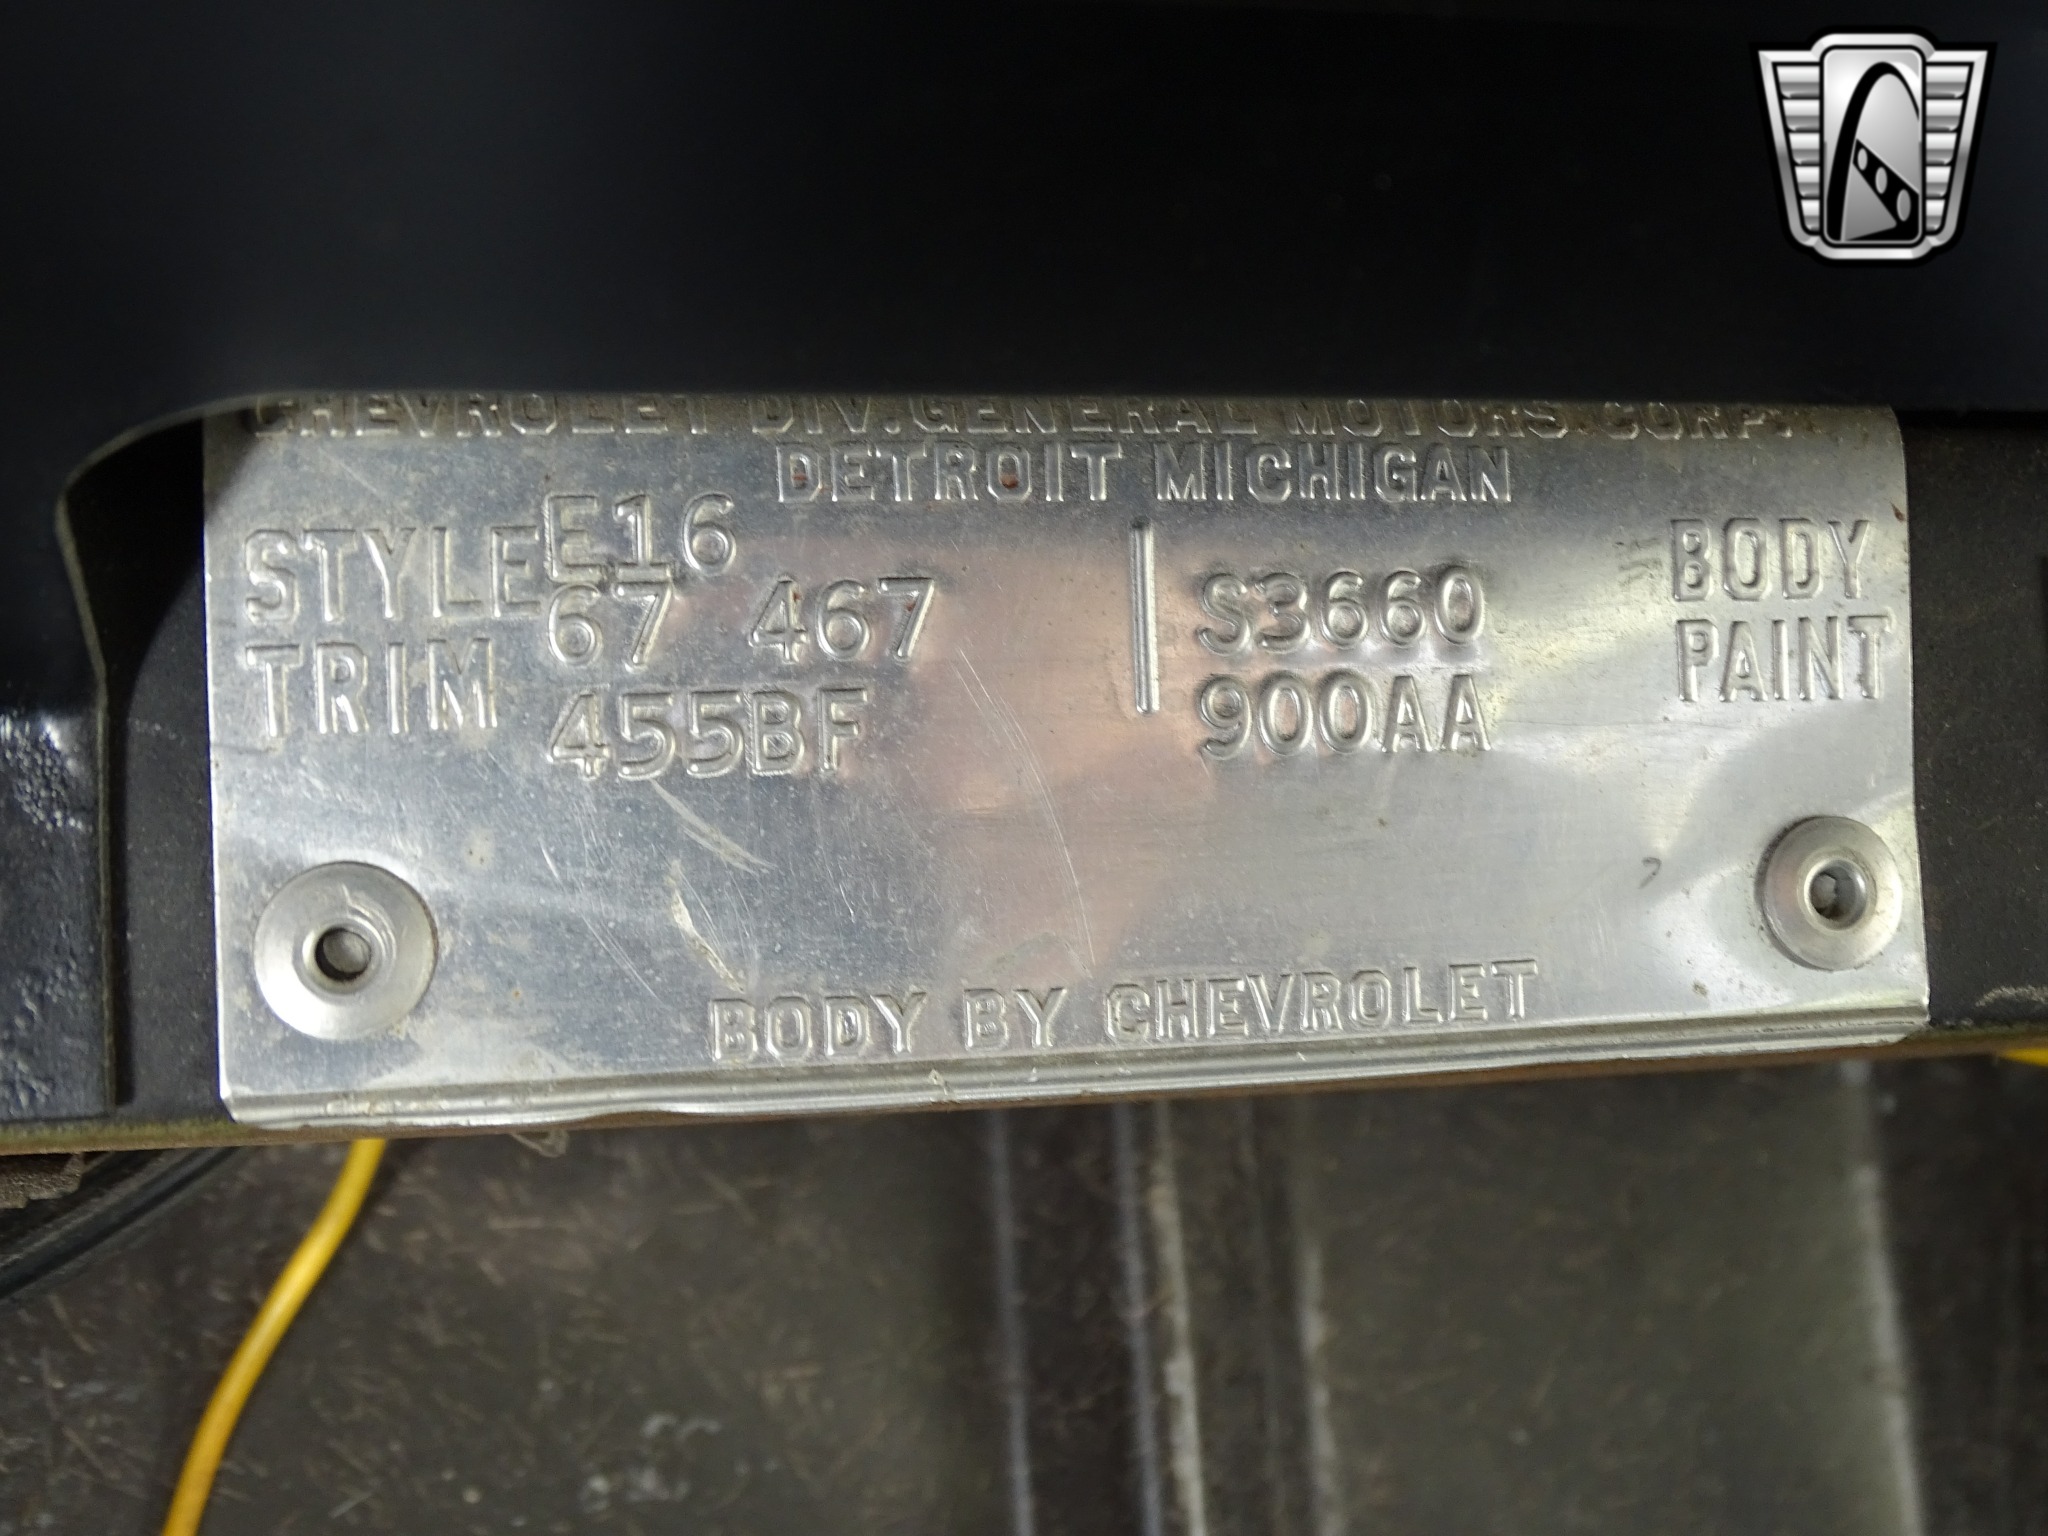 CHEVROLET DIV. GENERAL MOTORS CORP.
DETROIT MICHIGAN
E16
STYLE 67 467 S3660 BODY
TRIM 455BF 900AA PAINT
BODY BY CHEVROLET